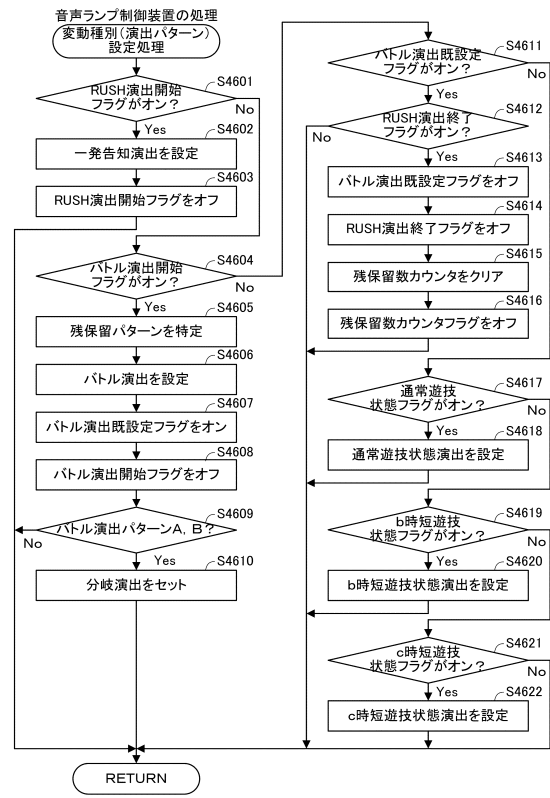 音声ランプ制御装置の処理
変動種別(演出パターン)
設定処理
S4601
RUSH演出開始
フラグがオン?
No
Yes
S4602
一発告知演出を設定
S4603
RUSH演出開始フラグをオフ
S4604
バトル演出開始
フラグがオン?
No
Yes
S4605
残保留パターンを特定
S4606
バトル演出を設定
S4607
バトル演出既設定フラグをオン
S4608
バトル演出開始フラグをオフ
S4609
バトル演出パターンA, B?
No
Yes
S4610
分岐演出をセット
RETURN
S4611
バトル演出既設定
フラグがオン?
No
Yes
S4612
RUSH演出終了
フラグがオン?
No
Yes
S4613
バトル演出既設定フラグをオフ
S4614
RUSH演出終了フラグをオフ
S4615
残保留数カウンタをクリア
S4616
残保留数カウンタフラグをオフ
S4617
通常遊技
状態フラグがオン?
No
Yes
S4618
通常遊技状態演出を設定
S4619
b時短遊技
状態フラグがオン?
No
Yes
S4620
b時短遊技状態演出を設定
S4621
c時短遊技
状態フラグがオン?
No
Yes
S4622
c時短遊技状態演出を設定